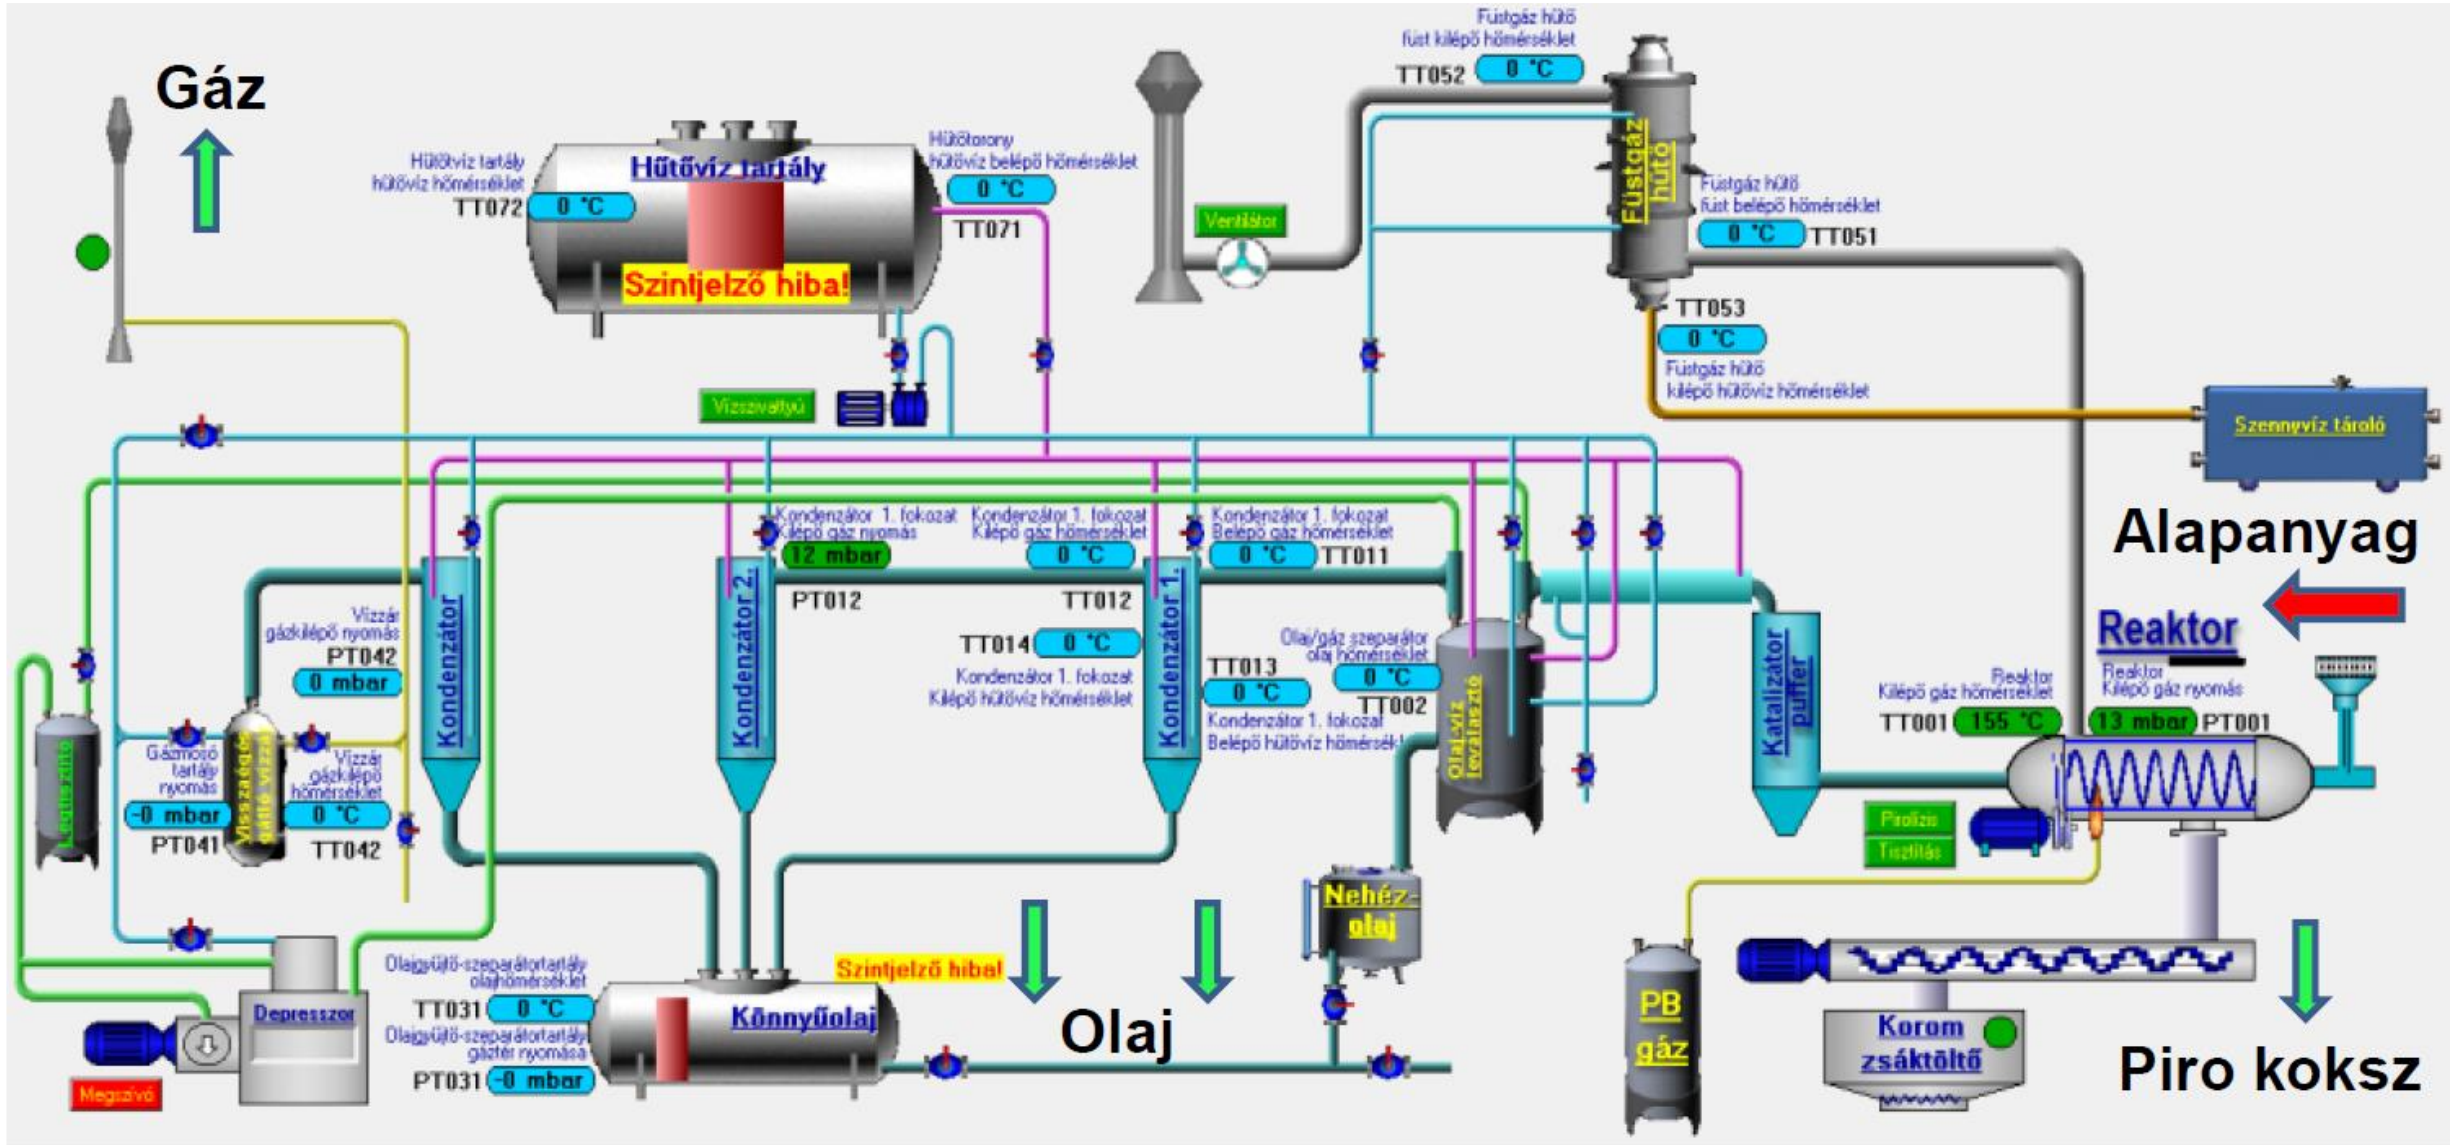 Gáz
Füstgáz hűtő
füst kilépő hőmérséklet
TT052
0 °C
Hűtőtorony
hűtővíz belépő hőmérséklet
0 °C
TT071
Hűtővíz tartály
hűtővíz hőmérséklet
TT072
0 °C
Hűtővíz tartály
Szintjelző hiba!
Ventilátor
Füstgáz
hűtő
Füstgáz hűtő
füst belépő hőmérséklet
0 °C
TT051
TT053
0 °C
Füstgáz hűtő
kilépő hűtővíz hőmérséklet
Vízszivattyú
Szennyvíz tároló
Alapanyag
Kondenzátor 1. fokozat
Kilépő gáz nyomás
12 mbar
PT012
Kondenzátor 1. fokozat
Kilépő gáz hőmérséklet
0 °C
TT012
Kondenzátor 1. fokozat
Belépő gáz hőmérséklet
0 °C
TT011
Kondenzátor
Kondenzátor 2.
Kondenzátor 1.
Vízzár
gázkilépő nyomás
PT042
0 mbar
TT014
0 °C
Kondenzátor 1. fokozat
Kilépő hűtővíz hőmérséklet
TT013
0 °C
Kondenzátor 1. fokozat
Belépő hűtővíz hőmérsékl
Olaj/gáz szeparátor
olaj hőmérséklet
0 °C
TT002
Olaj-víz
leválasztó
Katalizátor
puffer
Reaktor
Reaktor
Kilépő gáz hőmérséklet
TT001
155 °C
Reaktor
Kilépő gáz nyomás
13 mbar
PT001
Pirolízis
Tisztítás
Légtisztító
Gázmosó
tartály
nyomás
-0 mbar
PT041
Visszaégés
gátló vízzár
Vízzár
gázkilépő
hőmérséklet
0 °C
TT042
Nehéz-
olaj
Depresszor
Megszívó
Olajgyűjtő-szeparátortartály
olajhőmérséklet
TT031
0 °C
Olajgyűjtő-szeparátortartály
gáztér nyomása
PT031
-0 mbar
Szintjelző hiba!
Könnyűolaj
Olaj
PB
gáz
Korom
zsáktöltő
Piro koksz